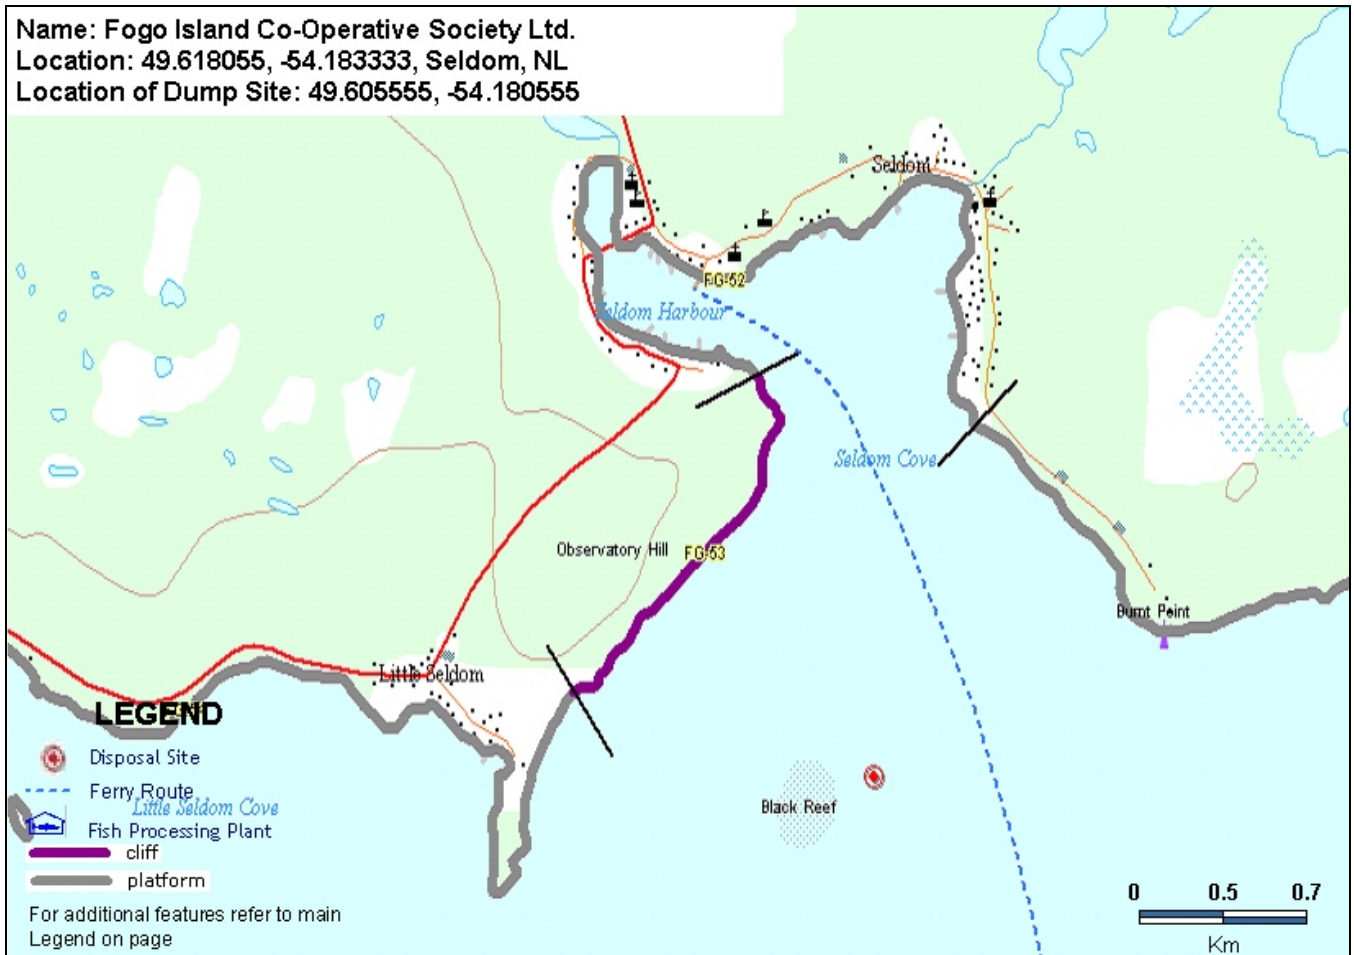 Name: Fogo Island Co-Operative Society Ltd.
Location: 49.618055, -54.183333, Seldom, NL
Location of Dump Site: 49.605555, -54.180555
Seldom
FG-52
Seldom Harbour
Seldom Cove
Observatory Hill
FG-53
Burnt Point
Little Seldom
LEGEND
Disposal Site
Ferry Route
Little Seldom Cove
Fish Processing Plant
cliff
platform
Black Reef
For additional features refer to main
Legend on page
0 0.5 0.7
Km